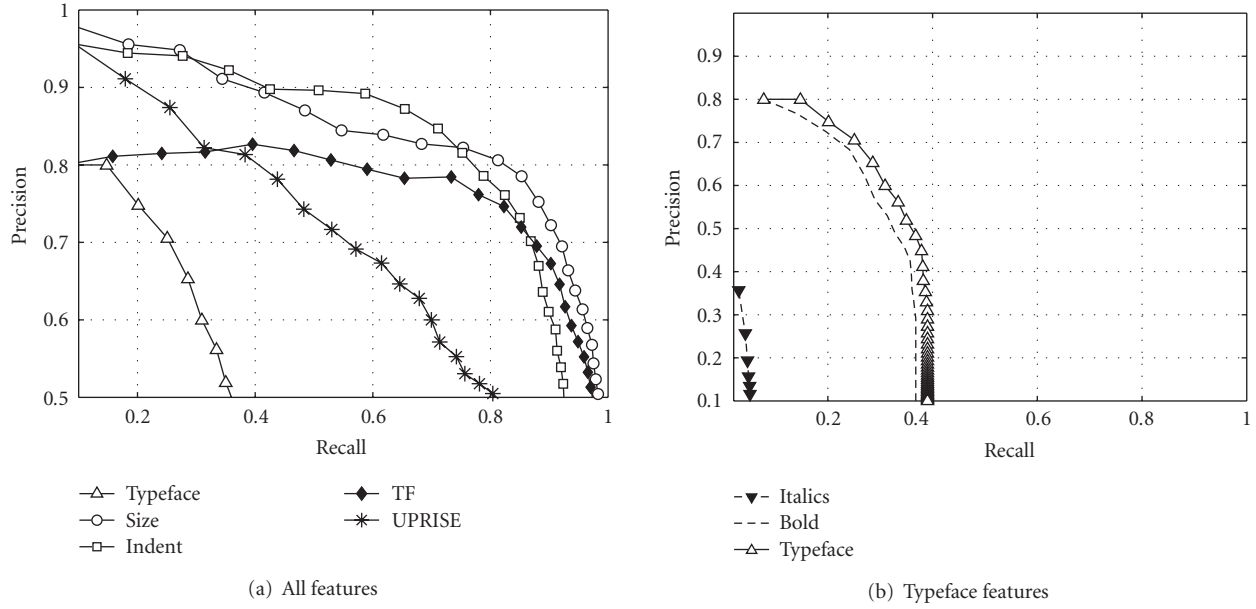 1
0.9
0.8
0.7
0.6
0.5
Precision
0.2 0.4 0.6 0.8 1
Recall
Typeface
Size
Indent
TF
UPRISE
(a) All features
0.9
0.8
0.7
0.6
0.5
0.4
0.3
0.2
0.1
Precision
0.2 0.4 0.6 0.8 1
Recall
Italics
Bold
Typeface
(b) Typeface features